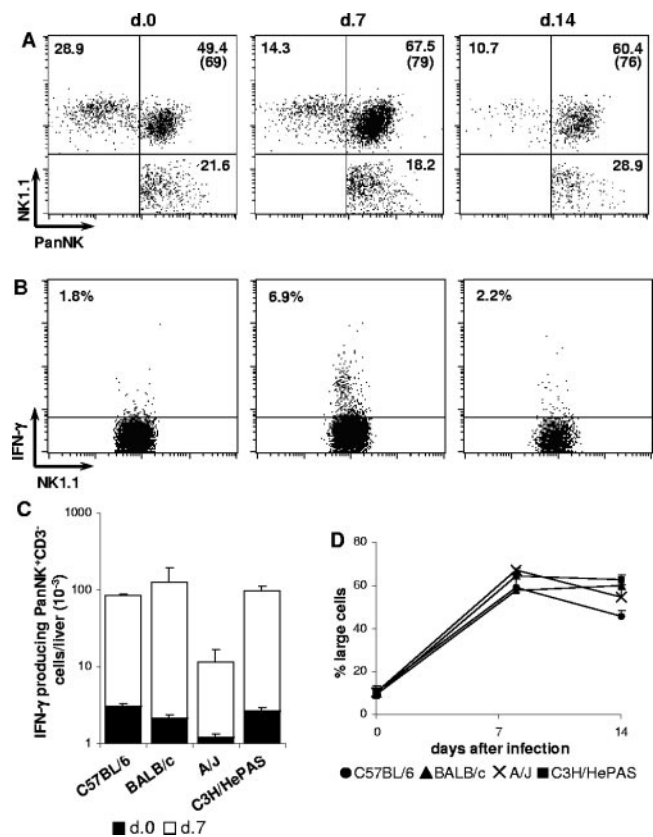 d.0 d.7 d.14
A
28.9 49.4 14.3 67.5 10.7 60.4
(69) (79) (76)
21.6 18.2 28.9
NK1.1
PanNK
B
1.8% 6.9% 2.2%
IFN-γ
NK1.1
C
IFN-γ producing PanNK⁺CD3⁻
cells/liver (10⁻³)
1000
100
10
1
C57BL/6 BALB/c A/J C3H/HePAS
d.0 d.7
D
% large cells
80
60
40
20
0
0 7 14
days after infection
C57BL/6 BALB/c A/J C3H/HePAS